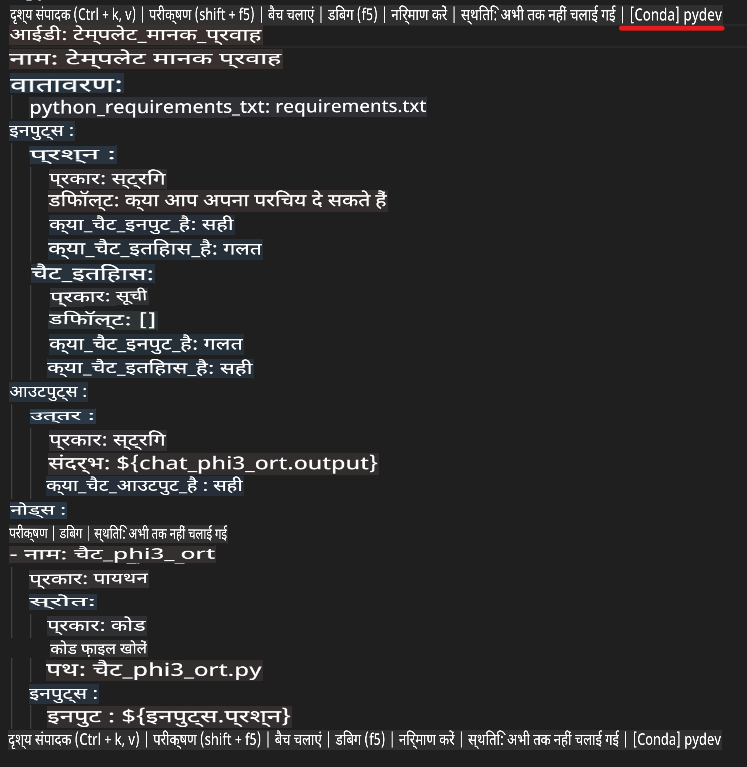 दृश्य संपादक (Ctrl + k, v) | परीक्षण (shift + f5) | बैच चलाएं | डिबग (f5) | निर्माण करें | स्थिति: अभी तक नहीं चलाई गई | [Conda] pydev
आईडी: टेम्पलेट_मानक_प्रवाह
नाम: टेम्पलेट मानक प्रवाह
वातावरण:
python_requirements_txt: requirements.txt
इनपुट्स :
प्रश्न :
प्रकार: स्ट्रिंग
डिफ़ॉल्ट: क्या आप अपना परिचय दे सकते हैं
क्या_चैट_इनपुट_है: सही
क्या_चैट_इतिहास_है: गलत
चैट_इतिहास:
प्रकार: सूची
डिफ़ॉल्ट: []
क्या_चैट_इनपुट_है: गलत
क्या_चैट_इतिहास_है: सही
आउटपुट्स :
उत्तर :
प्रकार: स्ट्रिंग
संदर्भ: ${chat_phi3_ort.output}
क्या_चैट_आउटपुट_है : सही
नोड्स :
परीक्षण | डिबग | स्थिति: अभी तक नहीं चलाई गई
- नाम: चैट_phi3_ort
प्रकार: पायथन
स्रोत:
प्रकार: कोड
कोड फ़ाइल खोलें
पथ: चैट_phi3_ort.py
इनपुट्स :
इनपुट : ${इनपुट्स.प्रश्न}
दृश्य संपादक (Ctrl + k, v) | परीक्षण (shift + f5) | बैच चलाएं | डिबग (f5) | निर्माण करें | स्थिति: अभी तक नहीं चलाई गई | [Conda] pydev